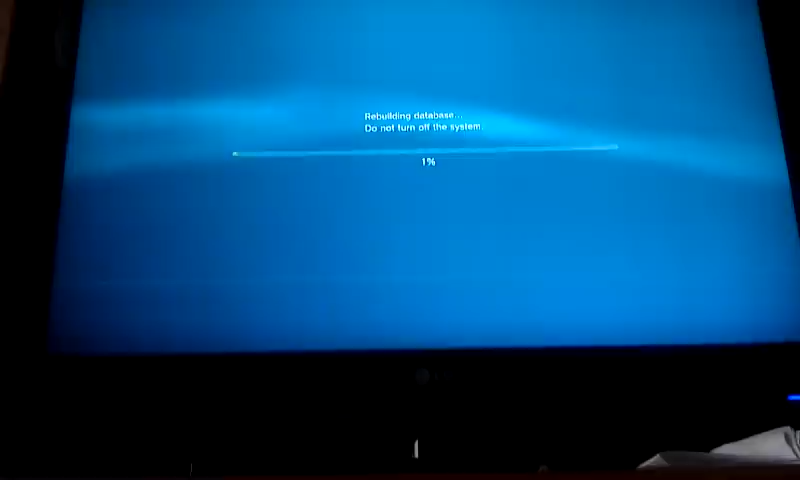 Rebuilding database...
Do not turn off the system.
1%